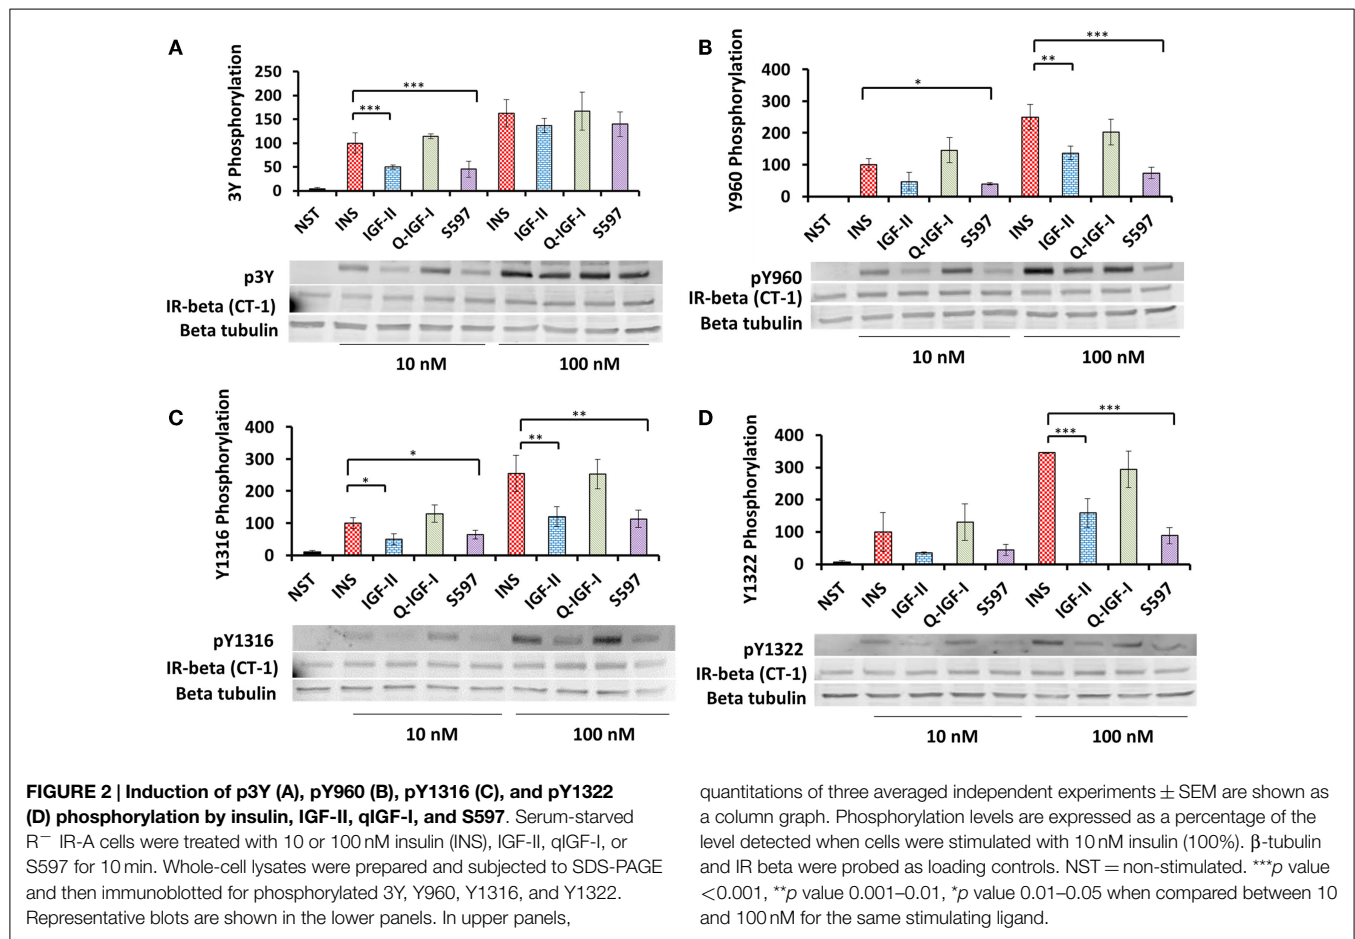 A
3Y Phosphorylation
250
200
150
100
50
0
***
***
NST
INS
IGF-II
Q-IGF-I
S597
INS
IGF-II
Q-IGF-I
S597
p3Y
IR-beta (CT-1)
Beta tubulin
10 nM
100 nM
B
Y960 Phosphorylation
400
300
200
100
0
*
***
**
NST
INS
IGF-II
Q-IGF-I
S597
INS
IGF-II
Q-IGF-I
S597
pY960
IR-beta (CT-1)
Beta tubulin
10 nM
100 nM
C
Y1316 Phosphorylation
400
300
200
100
0
*
*
**
**
NST
INS
IGF-II
Q-IGF-I
S597
INS
IGF-II
Q-IGF-I
S597
pY1316
IR-beta (CT-1)
Beta tubulin
10 nM
100 nM
D
Y1322 Phosphorylation
400
300
200
100
0
***
***
NST
INS
IGF-II
Q-IGF-I
S597
INS
IGF-II
Q-IGF-I
S597
pY1322
IR-beta (CT-1)
Beta tubulin
10 nM
100 nM
FIGURE 2 | Induction of p3Y (A), pY960 (B), pY1316 (C), and pY1322
(D) phosphorylation by insulin, IGF-II, qIGF-I, and S597. Serum-starved
R− IR-A cells were treated with 10 or 100 nM insulin (INS), IGF-II, qIGF-I, or
S597 for 10 min. Whole-cell lysates were prepared and subjected to SDS-PAGE
and then immunoblotted for phosphorylated 3Y, Y960, Y1316, and Y1322.
Representative blots are shown in the lower panels. In upper panels,
quantitations of three averaged independent experiments ± SEM are shown as
a column graph. Phosphorylation levels are expressed as a percentage of the
level detected when cells were stimulated with 10 nM insulin (100%). β-tubulin
and IR beta were probed as loading controls. NST = non-stimulated. ***p value
<0.001, **p value 0.001–0.01, *p value 0.01–0.05 when compared between 10
and 100 nM for the same stimulating ligand.